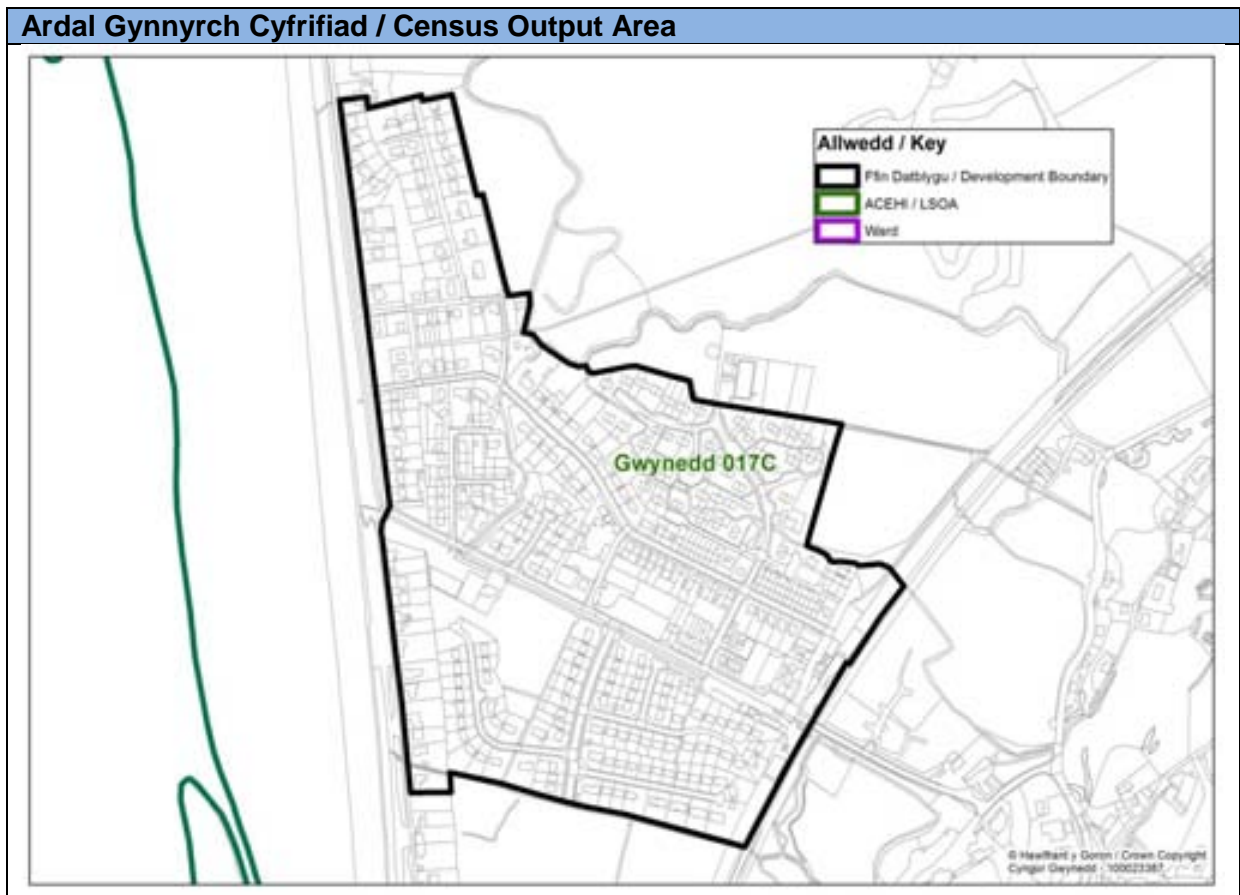 Ardal Gynnyrch Cyfrifiad / Census Output Area
Allwedd / Key
Ffin Datblygu / Development Boundary
ACEHI / LSOA
Ward
Gwynedd 017C
© Hawlfraint y Goron / Crown Copyright
Cyngor Gwynedd - 100023387